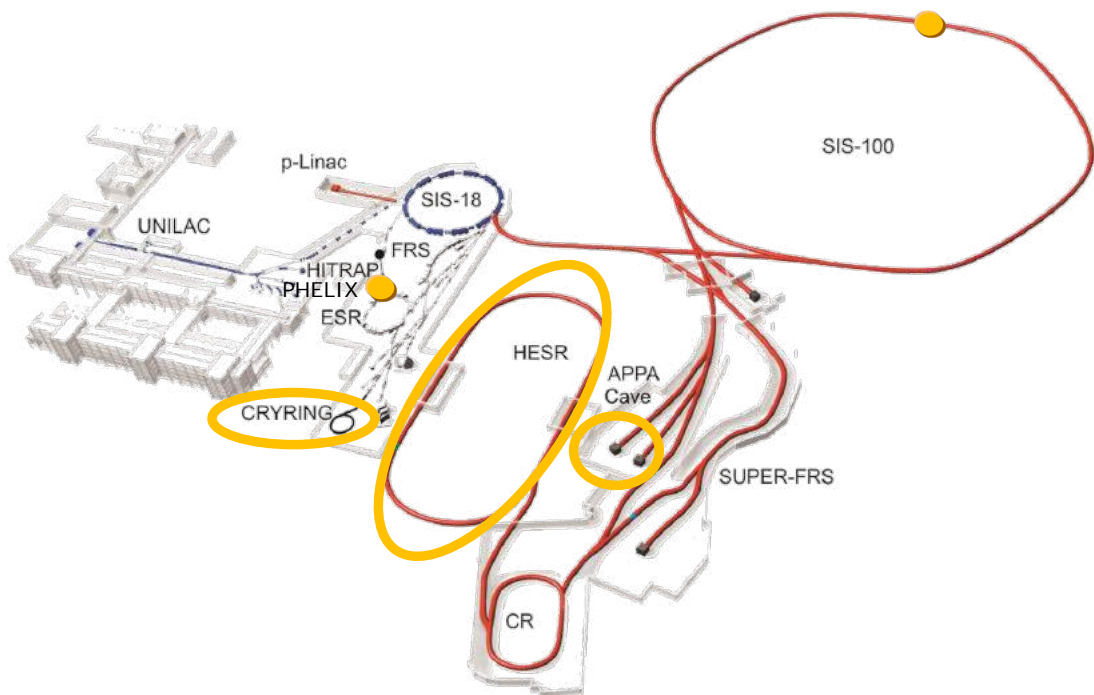 SIS-100
p-Linac
SIS-18
UNILAC
FRS
HITRAP
PHELIX
ESR
HESR
APPA
Cave
CRYRING
SUPER-FRS
CR